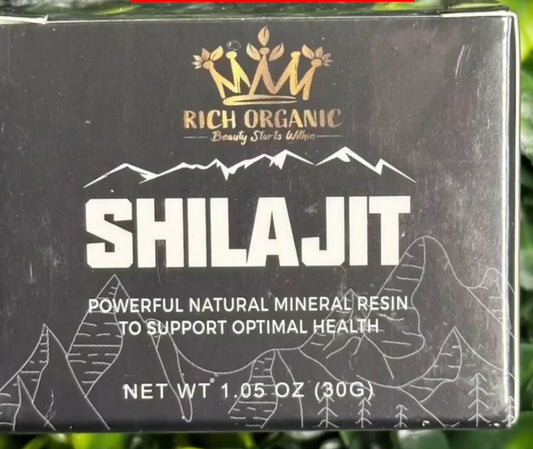 RICH ORGANIC
Beauty Starts Within
SHILAJIT
POWERFUL NATURAL MINERAL RESIN
TO SUPPORT OPTIMAL HEALTH
NET WT 1.05 OZ (30G)